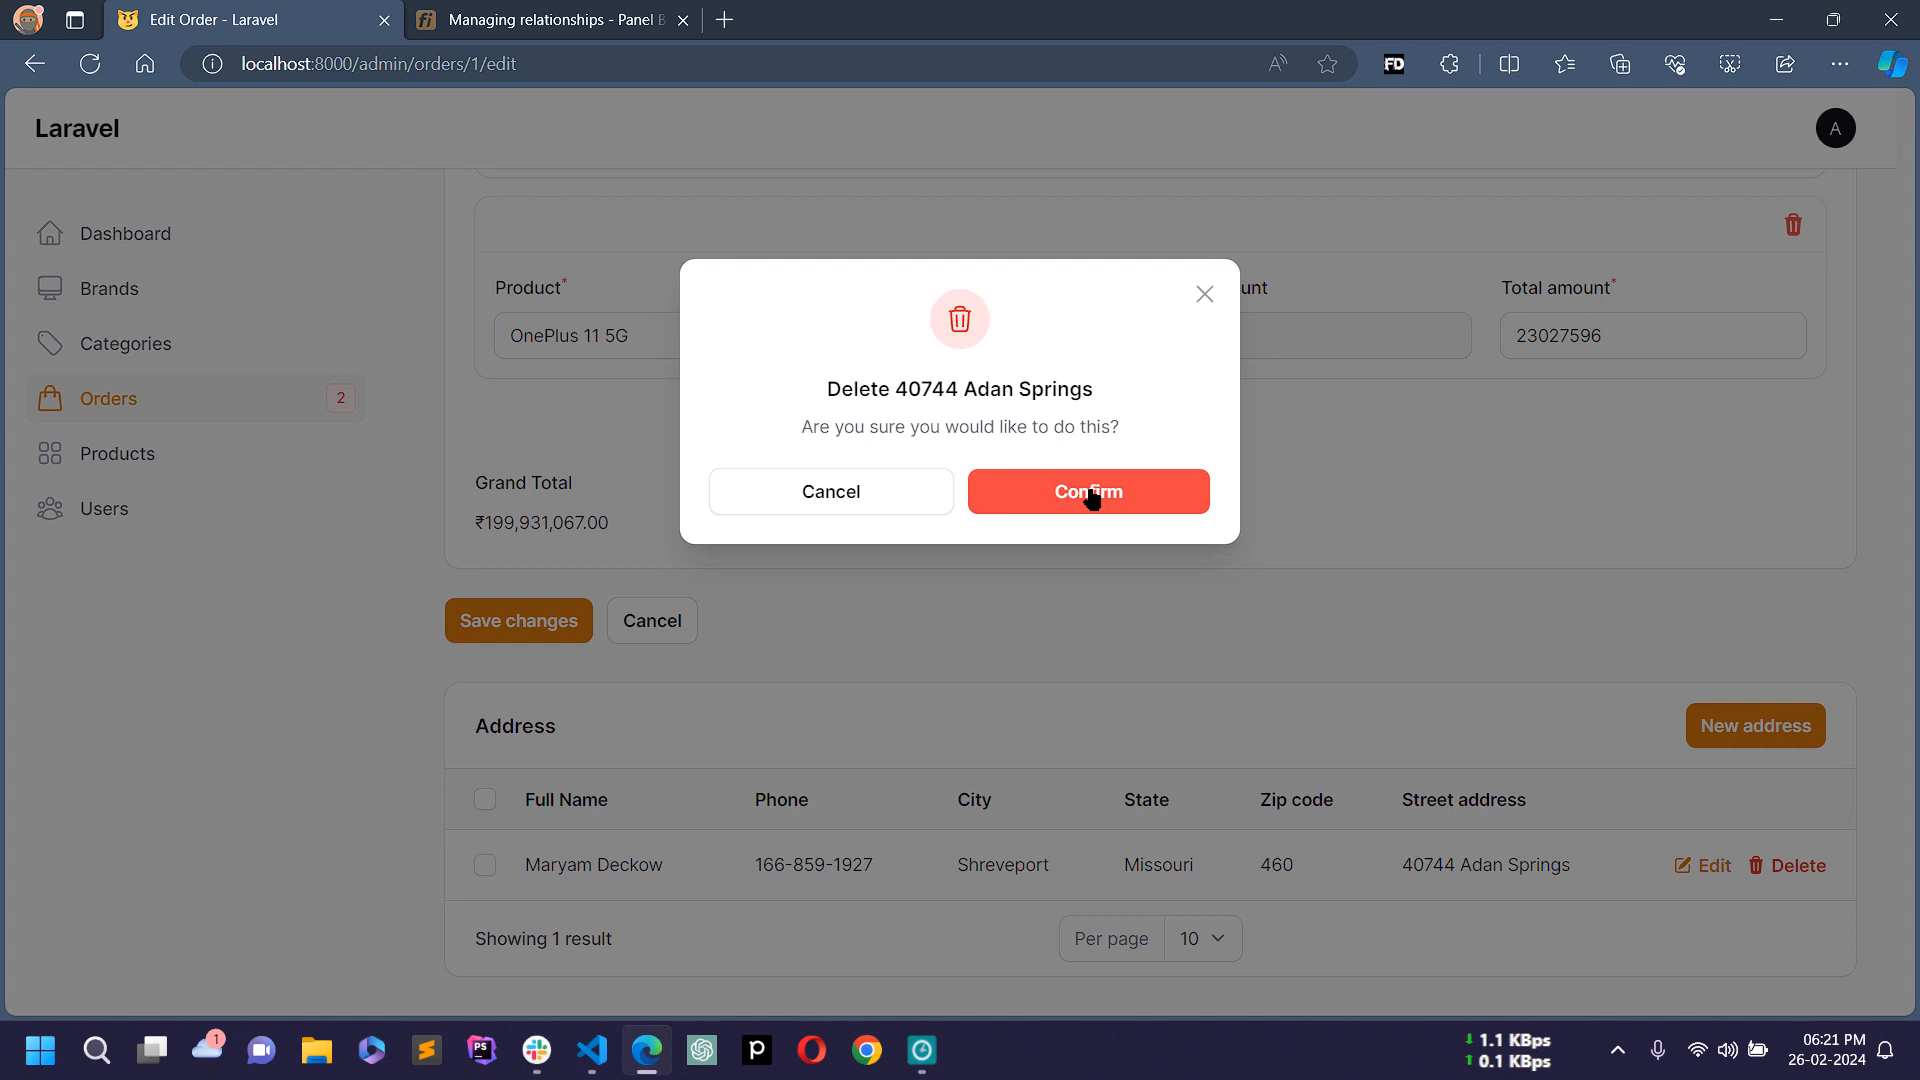 Edit Order - Laravel
Managing relationships - Panel B
localhost:8000/admin/orders/1/edit
FD
Laravel
A
Dashboard
Brands
Categories
Orders
2
Products
Users
Product*
unt
Total amount*
OnePlus 11 5G
23027596
Delete 40744 Adan Springs
Are you sure you would like to do this?
Cancel
Confirm
Grand Total
₹199,931,067.00
Save changes
Cancel
Address
New address
Full Name
Phone
City
State
Zip code
Street address
Maryam Deckow
166-859-1927
Shreveport
Missouri
460
40744 Adan Springs
Edit
Delete
Showing 1 result
Per page
10
1
PS
P
1.1 KBps
0.1 KBps
06:21 PM
26-02-2024